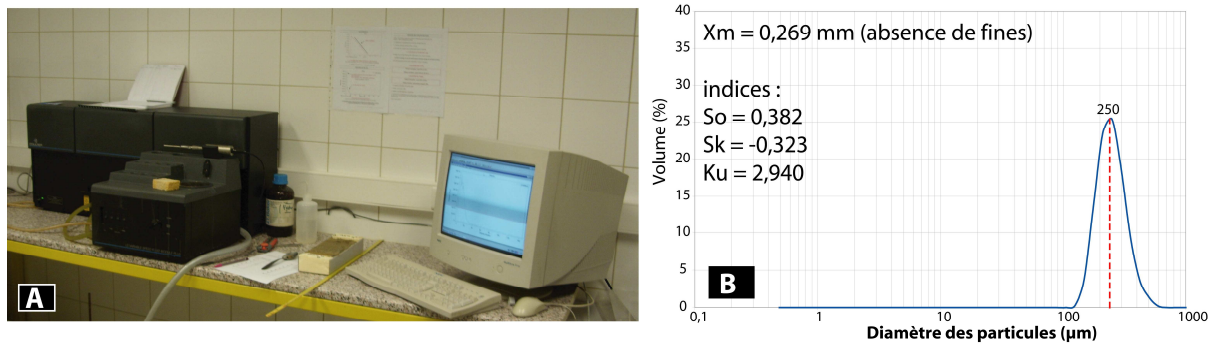 A
40
35
30
25
20
15
10
5
0
Volume (%)
Xm = 0,269 mm (absence de fines)
indices :
So = 0,382
Sk = -0,323
Ku = 2,940
250
B
0,1 1 10 100 1000
Diamètre des particules (µm)